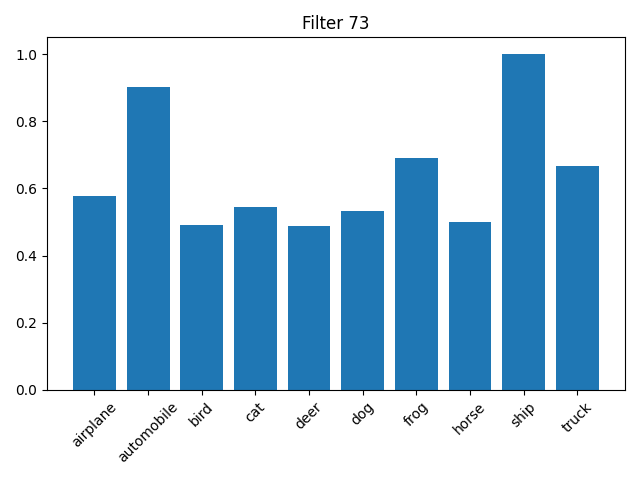 Filter 73
1.0
0.8
0.6
0.4
0.2
0.0
airplane
automobile
bird
cat
deer
dog
frog
horse
ship
truck